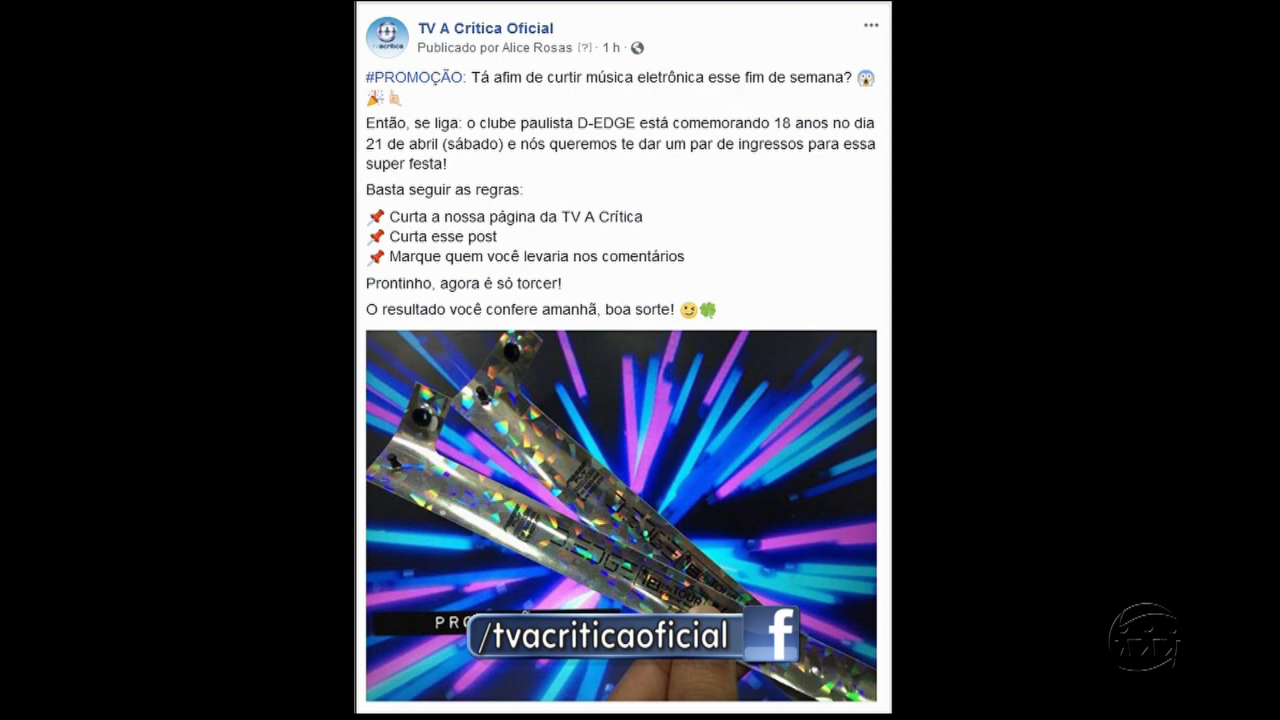 TV A Crítica Oficial
Publicado por Alice Rosas [?] · 1 h ·
#PROMOÇÃO: Tá afim de curtir música eletrônica esse fim de semana? 😱
🎉🤙🏻
Então, se liga: o clube paulista D-EDGE está comemorando 18 anos no dia
21 de abril (sábado) e nós queremos te dar um par de ingressos para essa
super festa!
Basta seguir as regras:
📌 Curta a nossa página da TV A Crítica
📌 Curta esse post
📌 Marque quem você levaria nos comentários
Prontinho, agora é só torcer!
O resultado você confere amanhã, boa sorte! 😉🍀
D.EDGE 18
TOUR
/tvacriticaoficial f